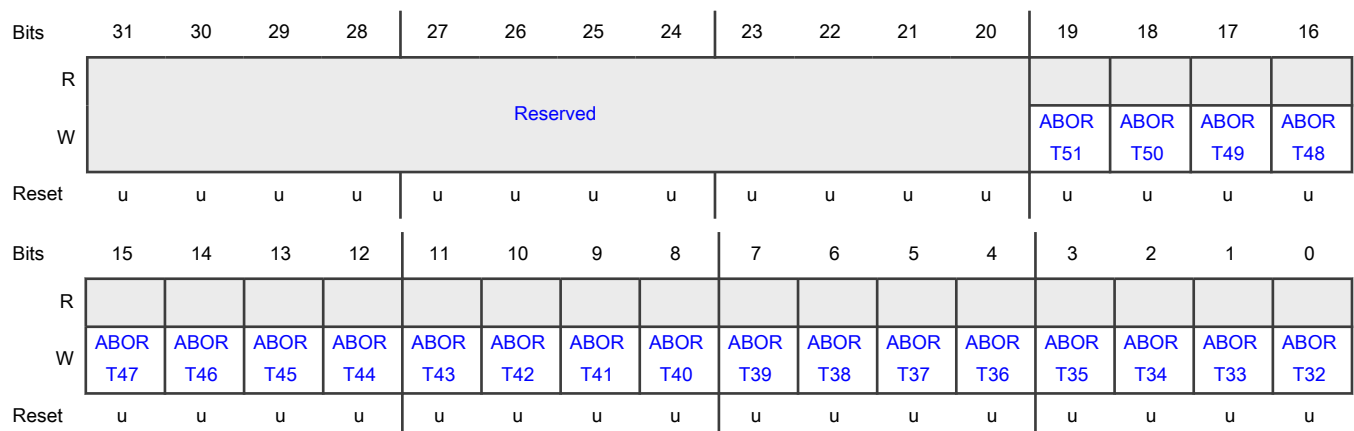 Bits 31 30 29 28 27 26 25 24 23 22 21 20 19 18 17 16
R
Reserved
W ABOR ABOR ABOR ABOR
T51 T50 T49 T48
Reset u u u u u u u u u u u u u u u u
Bits 15 14 13 12 11 10 9 8 7 6 5 4 3 2 1 0
R
W ABOR ABOR ABOR ABOR ABOR ABOR ABOR ABOR ABOR ABOR ABOR ABOR ABOR ABOR ABOR ABOR
T47 T46 T45 T44 T43 T42 T41 T40 T39 T38 T37 T36 T35 T34 T33 T32
Reset u u u u u u u u u u u u u u u u